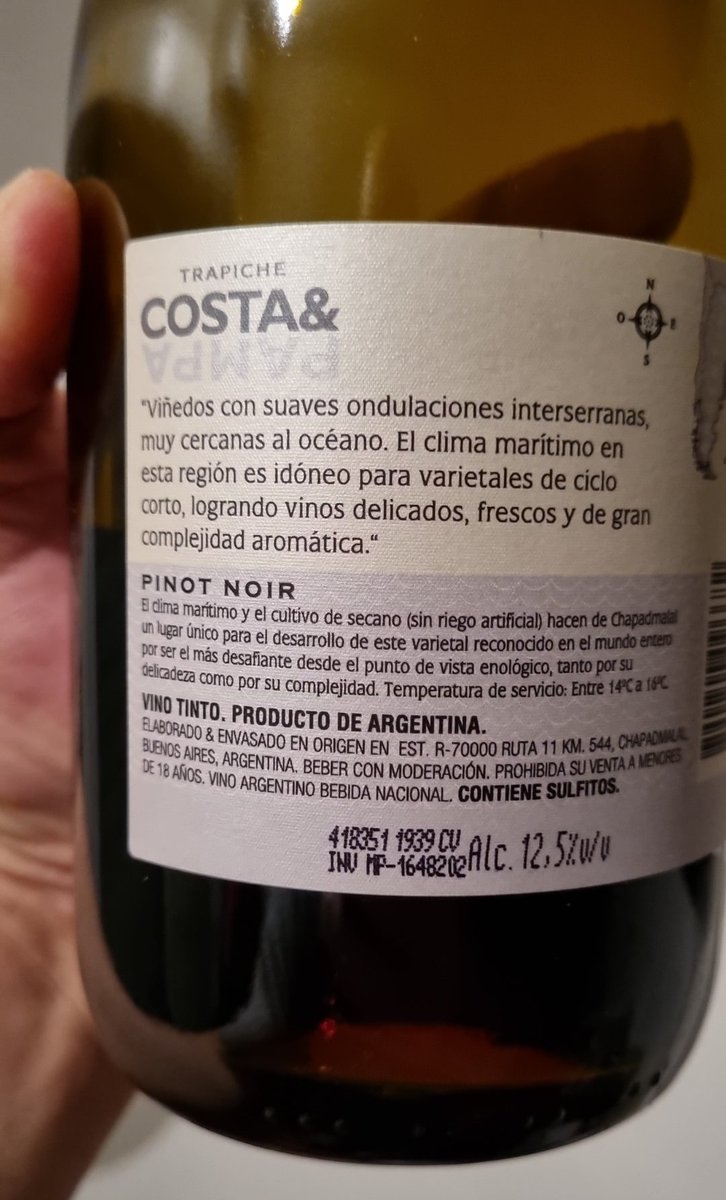 TRAPICHE
COSTA&
PAMPA
N
O E
S
"Viñedos con suaves ondulaciones interserranas,
muy cercanas al océano. El clima marítimo en
esta región es idóneo para varietales de ciclo
corto, logrando vinos delicados, frescos y de gran
complejidad aromática."
PINOT NOIR
El clima marítimo y el cultivo de secano (sin riego artificial) hacen de Chapadmalal
un lugar único para el desarrollo de este varietal reconocido en el mundo entero
por ser el más desafiante desde el punto de vista enológico, tanto por su
delicadeza como por su complejidad. Temperatura de servicio: Entre 14ºC a 16ºC.
VINO TINTO. PRODUCTO DE ARGENTINA.
ELABORADO & ENVASADO EN ORIGEN EN EST. R-70000 RUTA 11 KM. 544, CHAPADMALAL,
BUENOS AIRES, ARGENTINA. BEBER CON MODERACIÓN. PROHIBIDA SU VENTA A MENORES
DE 18 AÑOS. VINO ARGENTINO BEBIDA NACIONAL. CONTIENE SULFITOS.
418351 1939 CU
INV MF-1648202 Alc. 12,5%v/v